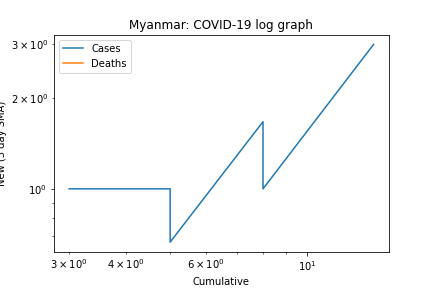 Myanmar: COVID-19 log graph
Cases
Deaths
3 × 10⁰
2 × 10⁰
10⁰
3 × 10⁰
4 × 10⁰
6 × 10⁰
10¹
Cumulative
New (3 day SMA)